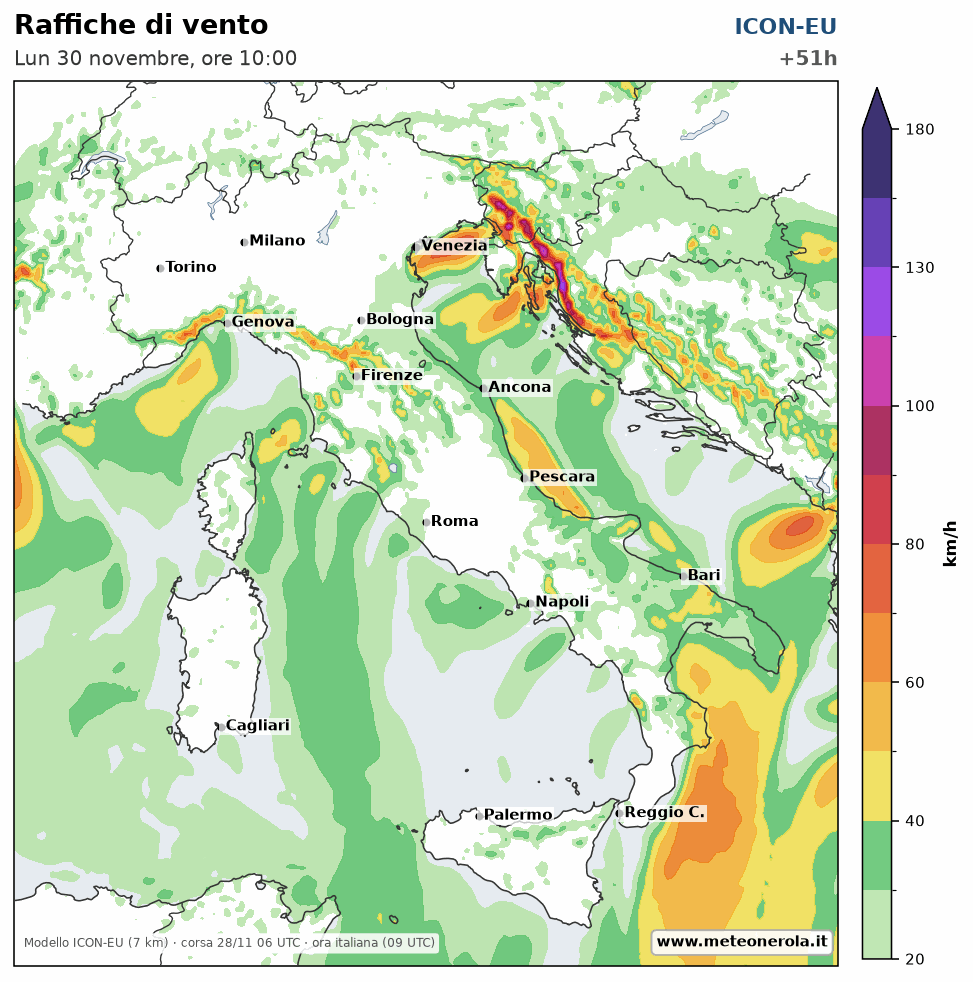 Raffiche di vento
ICON-EU
Lun 30 novembre, ore 10:00
+51h
180
130
100
80
60
40
20
km/h
Milano
Venezia
Torino
Genova
Bologna
Firenze
Ancona
Pescara
Roma
Bari
Napoli
Cagliari
Palermo
Reggio C.
Modello ICON-EU (7 km) · corsa 28/11 06 UTC · ora italiana (09 UTC)
www.meteonerola.it